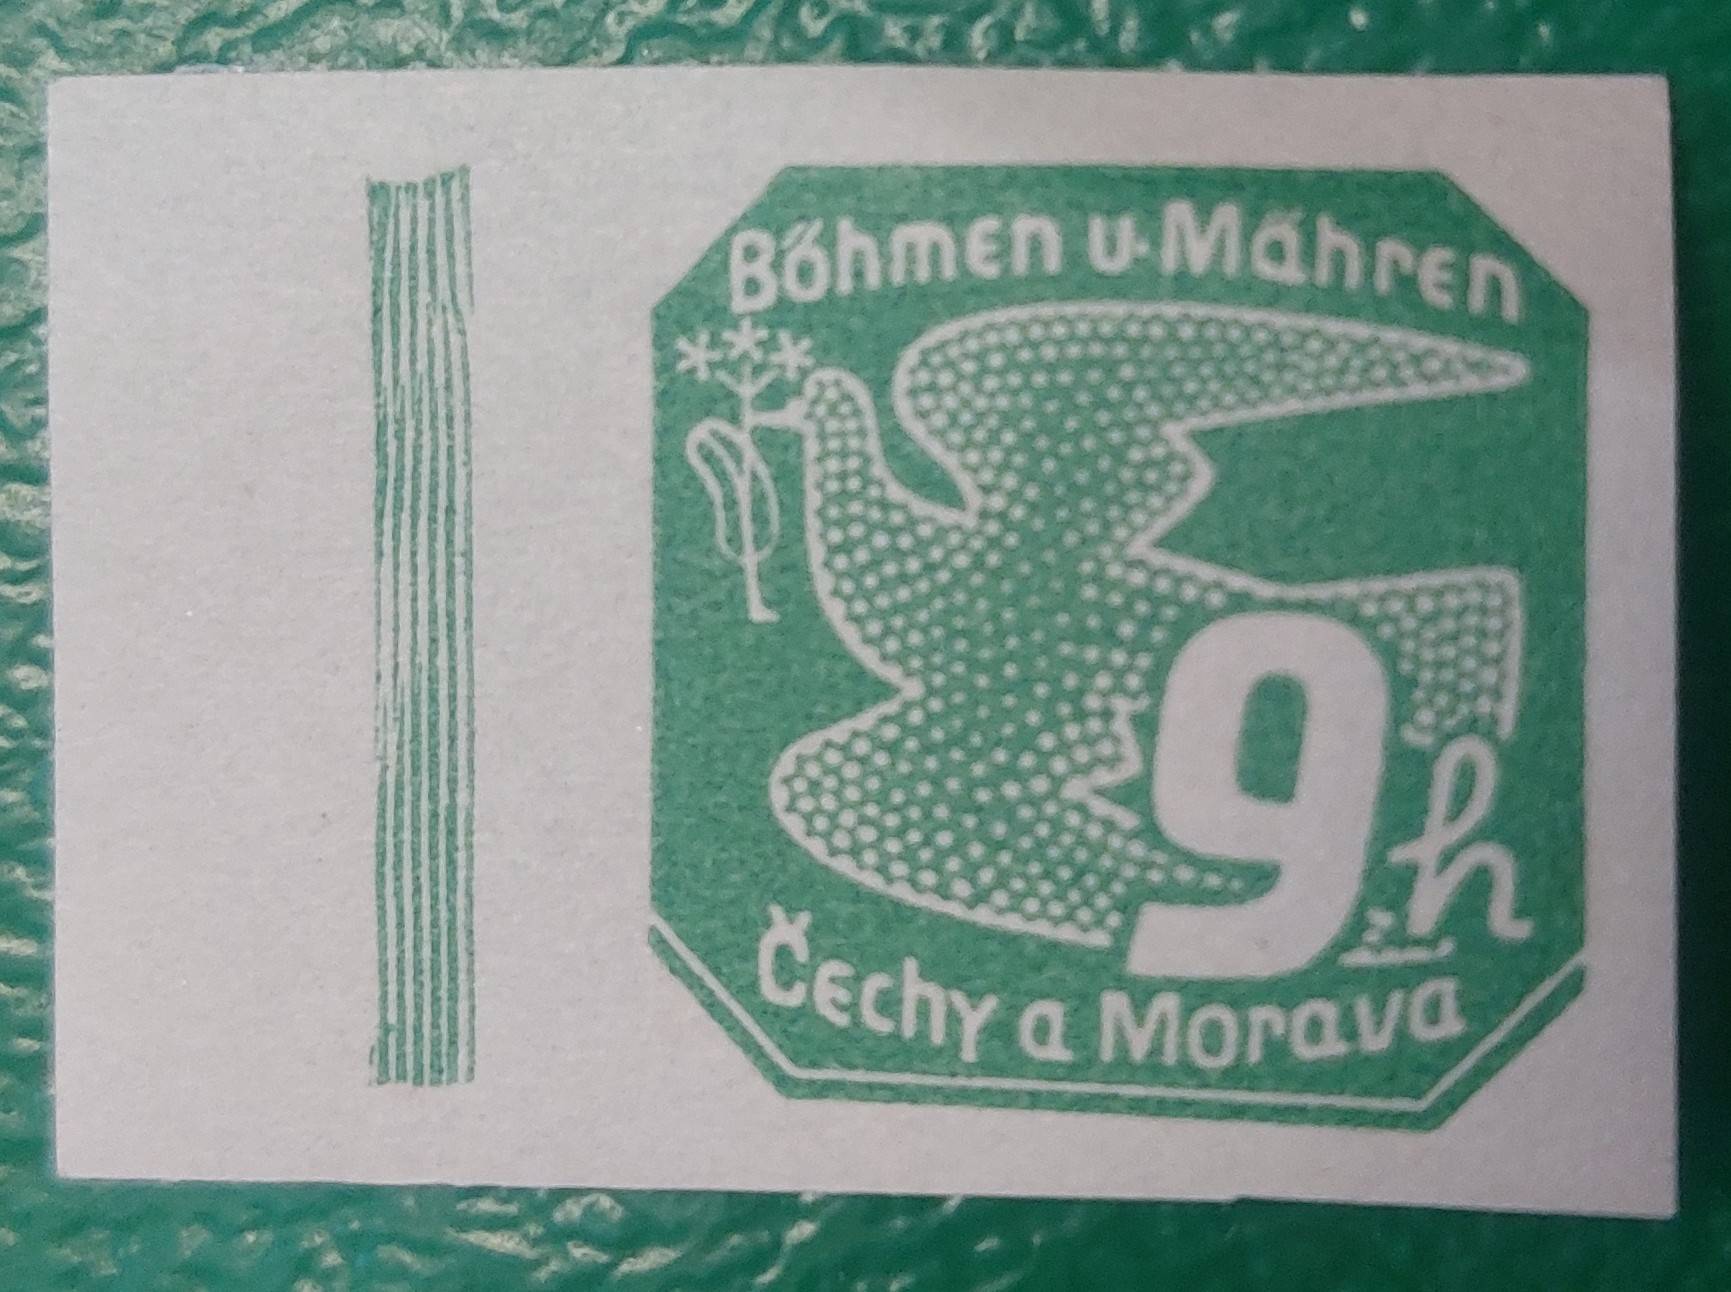 Böhmen u. Mähren
9 h
Čechy a Morava